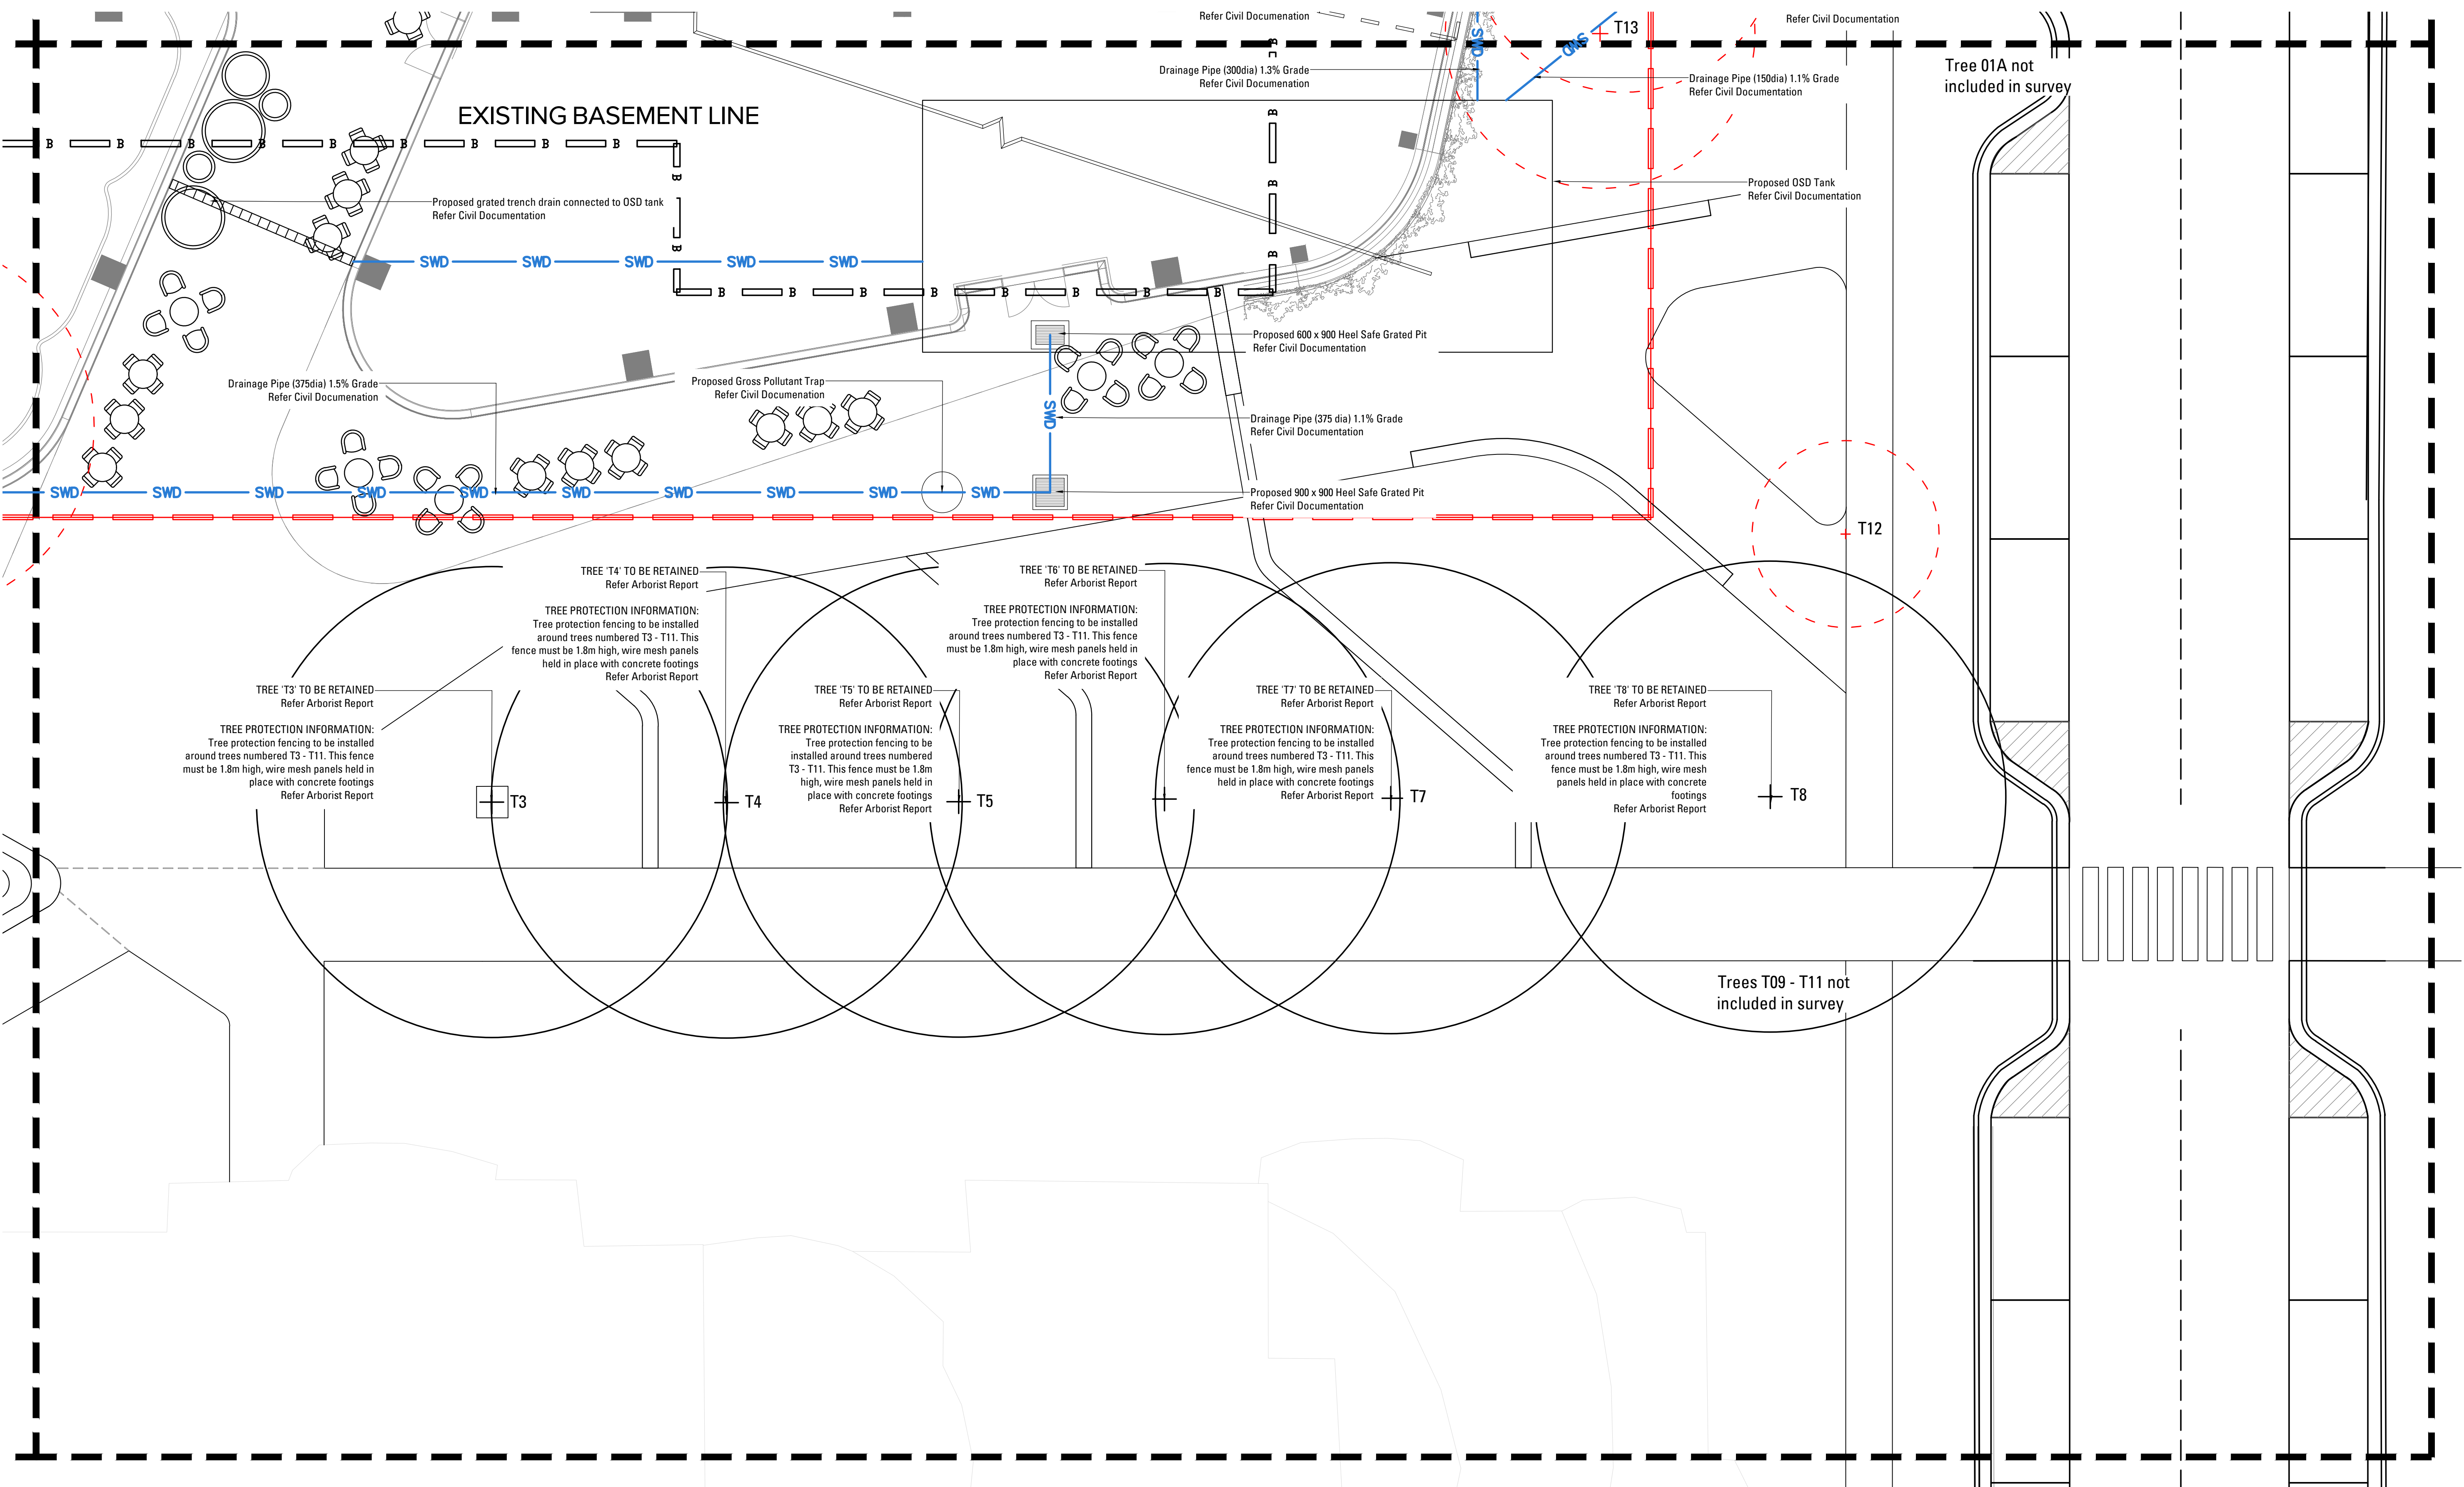 Refer Civil Documenation
T13
Refer Civil Documentation
SWD
SWD
B
Drainage Pipe (300dia) 1.3% Grade
Refer Civil Documenation
Drainage Pipe (150dia) 1.1% Grade
Refer Civil Documentation
Tree 01A not
included in survey
EXISTING BASEMENT LINE
B
B B B B B B B B B
B
B
B
B
B
Proposed OSD Tank
Refer Civil Documentation
Proposed grated trench drain connected to OSD tank
Refer Civil Documentation
SWD SWD SWD SWD SWD
B B B B B B B B
Proposed 600 x 900 Heel Safe Grated Pit
Refer Civil Documentation
Drainage Pipe (375dia) 1.5% Grade
Refer Civil Documenation
Proposed Gross Pollutant Trap
Refer Civil Documenation
SWD
Drainage Pipe (375 dia) 1.1% Grade
Refer Civil Documentation
SWD SWD SWD SWD SWD SWD SWD SWD SWD SWD
Proposed 900 x 900 Heel Safe Grated Pit
Refer Civil Documentation
T12
TREE 'T4' TO BE RETAINED
Refer Arborist Report
TREE PROTECTION INFORMATION:
Tree protection fencing to be installed
around trees numbered T3 - T11. This
fence must be 1.8m high, wire mesh panels
held in place with concrete footings
Refer Arborist Report
TREE 'T6' TO BE RETAINED
Refer Arborist Report
TREE PROTECTION INFORMATION:
Tree protection fencing to be installed
around trees numbered T3 - T11. This fence
must be 1.8m high, wire mesh panels held in
place with concrete footings
Refer Arborist Report
TREE 'T3' TO BE RETAINED
Refer Arborist Report
TREE PROTECTION INFORMATION:
Tree protection fencing to be installed
around trees numbered T3 - T11. This fence
must be 1.8m high, wire mesh panels held in
place with concrete footings
Refer Arborist Report
T3
T4
TREE 'T5' TO BE RETAINED
Refer Arborist Report
TREE PROTECTION INFORMATION:
Tree protection fencing to be
installed around trees numbered
T3 - T11. This fence must be 1.8m
high, wire mesh panels held in
place with concrete footings
Refer Arborist Report
T5
TREE 'T7' TO BE RETAINED
Refer Arborist Report
TREE PROTECTION INFORMATION:
Tree protection fencing to be installed
around trees numbered T3 - T11. This
fence must be 1.8m high, wire mesh panels
held in place with concrete footings
Refer Arborist Report
T7
TREE 'T8' TO BE RETAINED
Refer Arborist Report
TREE PROTECTION INFORMATION:
Tree protection fencing to be installed
around trees numbered T3 - T11. This
fence must be 1.8m high, wire mesh
panels held in place with concrete
footings
Refer Arborist Report
T8
Trees T09 - T11 not
included in survey